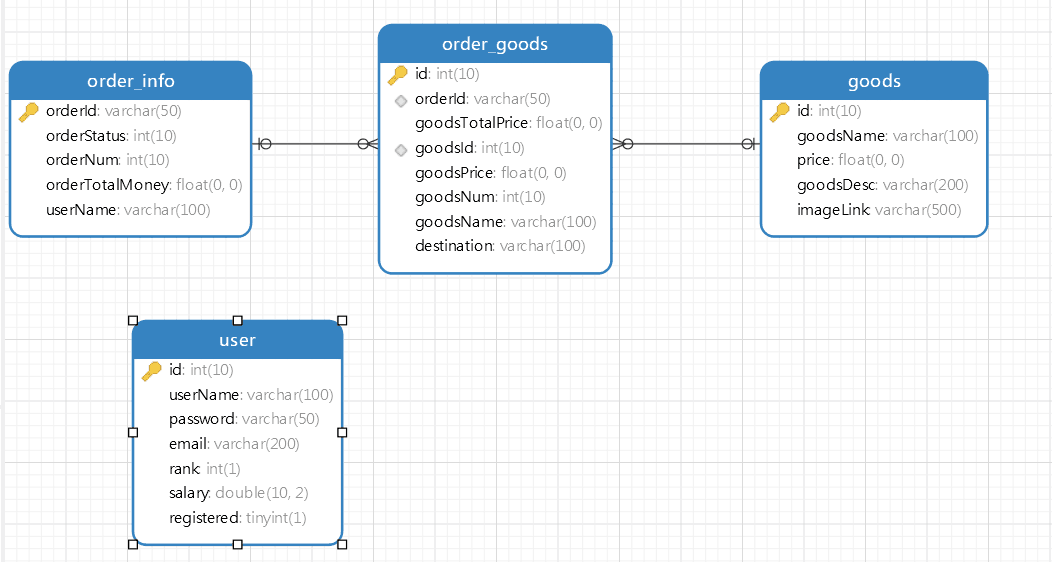 order_info
orderId: varchar(50)
orderStatus: int(10)
orderNum: int(10)
orderTotalMoney: float(0, 0)
userName: varchar(100)
order_goods
id: int(10)
orderId: varchar(50)
goodsTotalPrice: float(0, 0)
goodsId: int(10)
goodsPrice: float(0, 0)
goodsNum: int(10)
goodsName: varchar(100)
destination: varchar(100)
goods
id: int(10)
goodsName: varchar(100)
price: float(0, 0)
goodsDesc: varchar(200)
imageLink: varchar(500)
user
id: int(10)
userName: varchar(100)
password: varchar(50)
email: varchar(200)
rank: int(1)
salary: double(10, 2)
registered: tinyint(1)